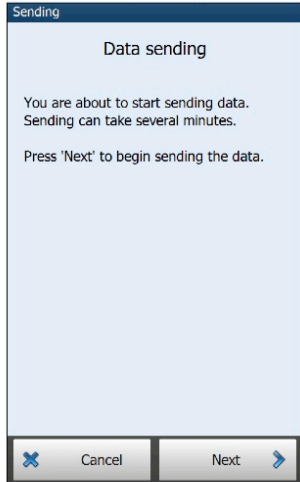 Sending
Data sending
You are about to start sending data.
Sending can take several minutes.
Press 'Next' to begin sending the data.
Cancel
Next